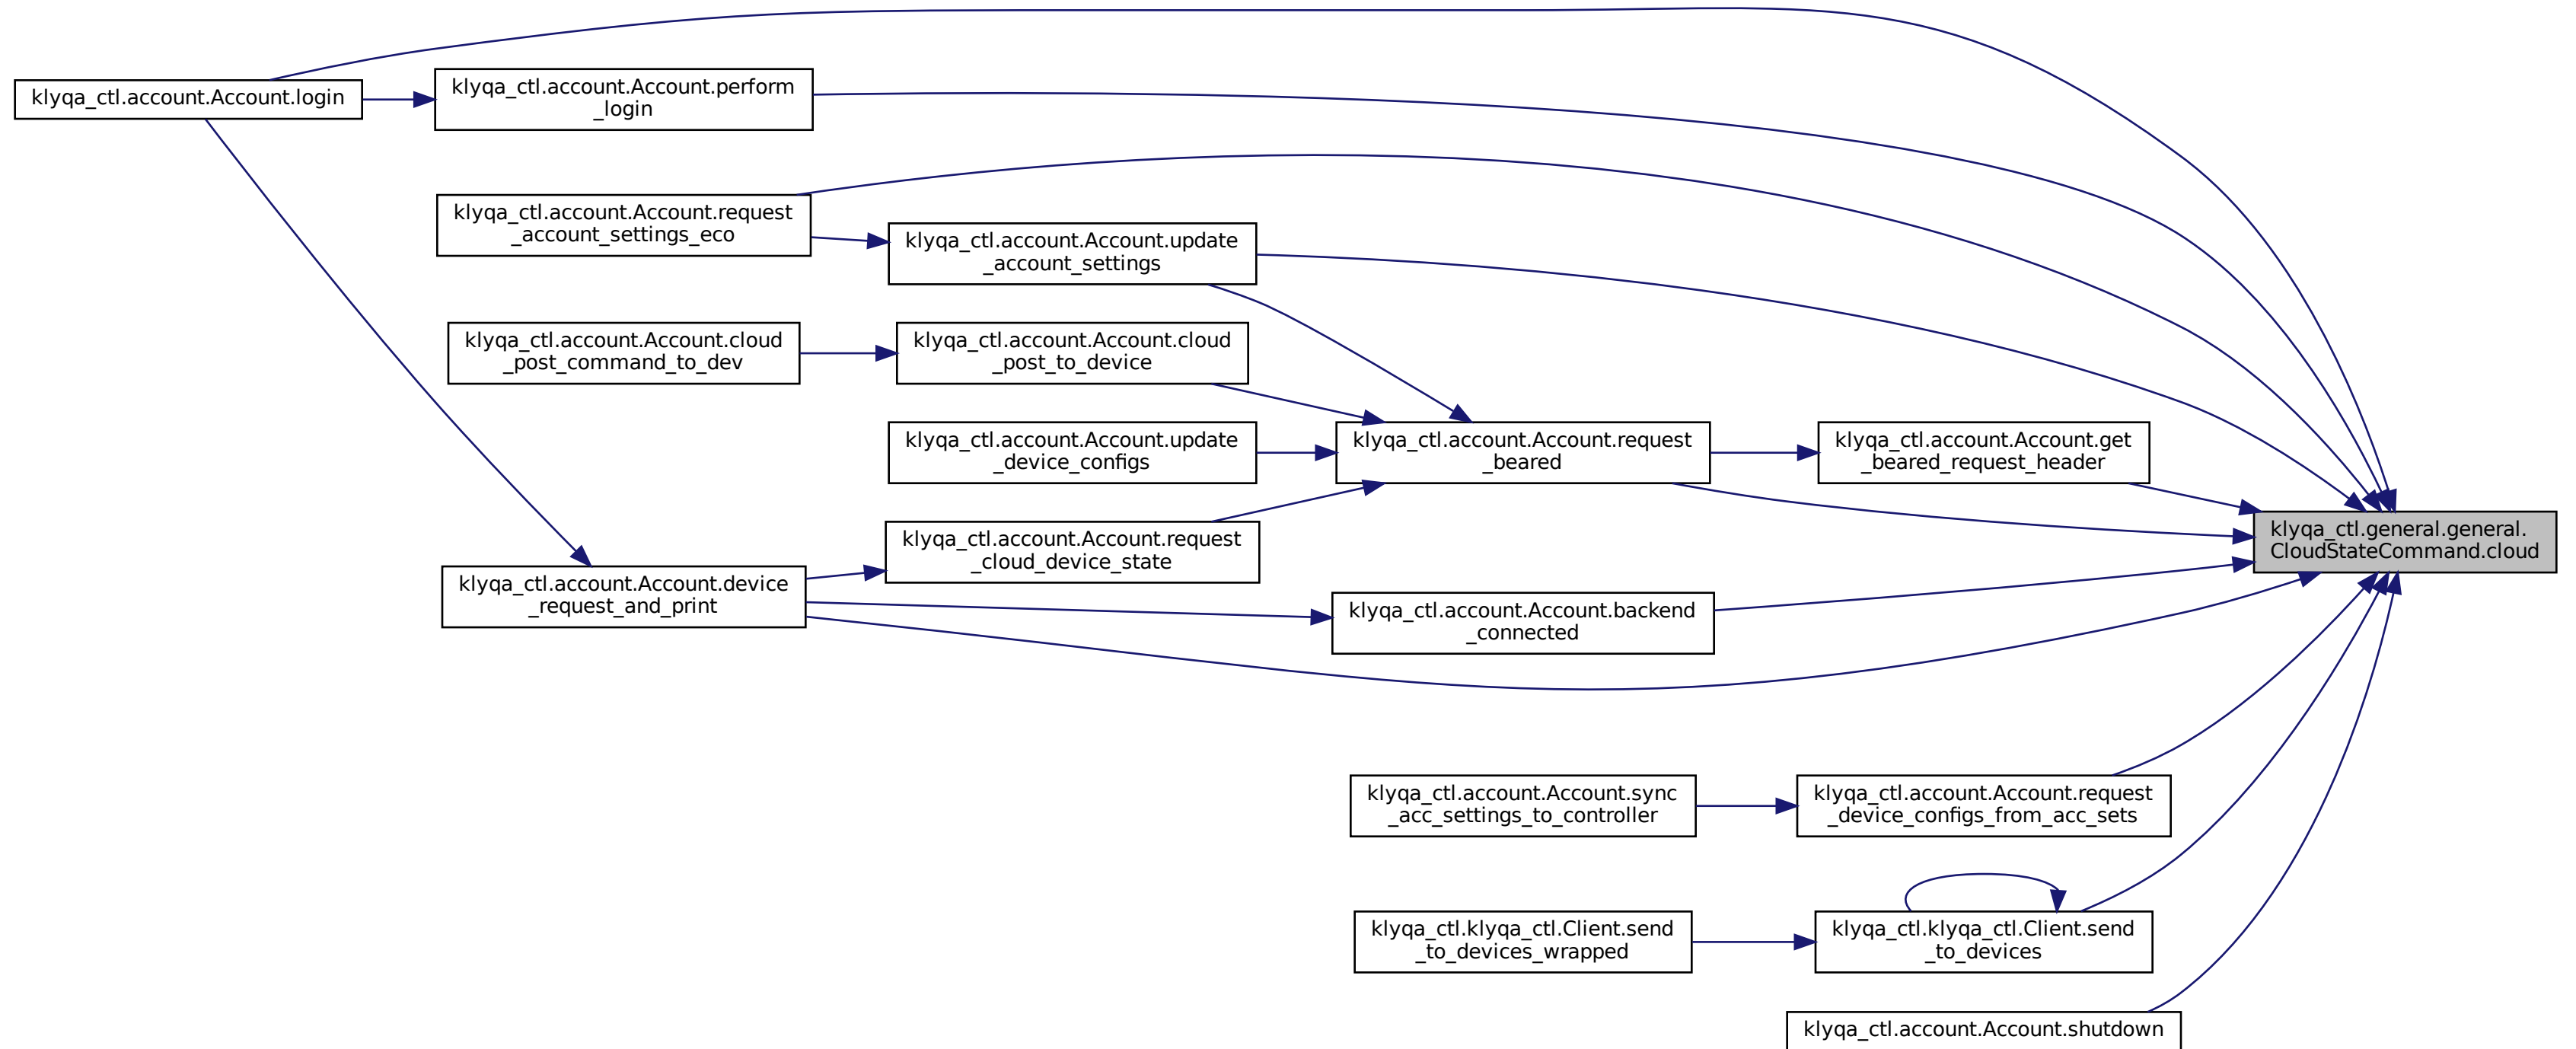 klyqa_ctl.account.Account.login
klyqa_ctl.account.Account.perform
_login
klyqa_ctl.account.Account.request
_account_settings_eco
klyqa_ctl.account.Account.update
_account_settings
klyqa_ctl.account.Account.cloud
_post_command_to_dev
klyqa_ctl.account.Account.cloud
_post_to_device
klyqa_ctl.account.Account.update
_device_configs
klyqa_ctl.account.Account.request
_beared
klyqa_ctl.account.Account.get
_beared_request_header
klyqa_ctl.general.general.
CloudStateCommand.cloud
klyqa_ctl.account.Account.request
_cloud_device_state
klyqa_ctl.account.Account.device
_request_and_print
klyqa_ctl.account.Account.backend
_connected
klyqa_ctl.account.Account.sync
_acc_settings_to_controller
klyqa_ctl.account.Account.request
_device_configs_from_acc_sets
klyqa_ctl.klyqa_ctl.Client.send
_to_devices_wrapped
klyqa_ctl.klyqa_ctl.Client.send
_to_devices
klyqa_ctl.account.Account.shutdown